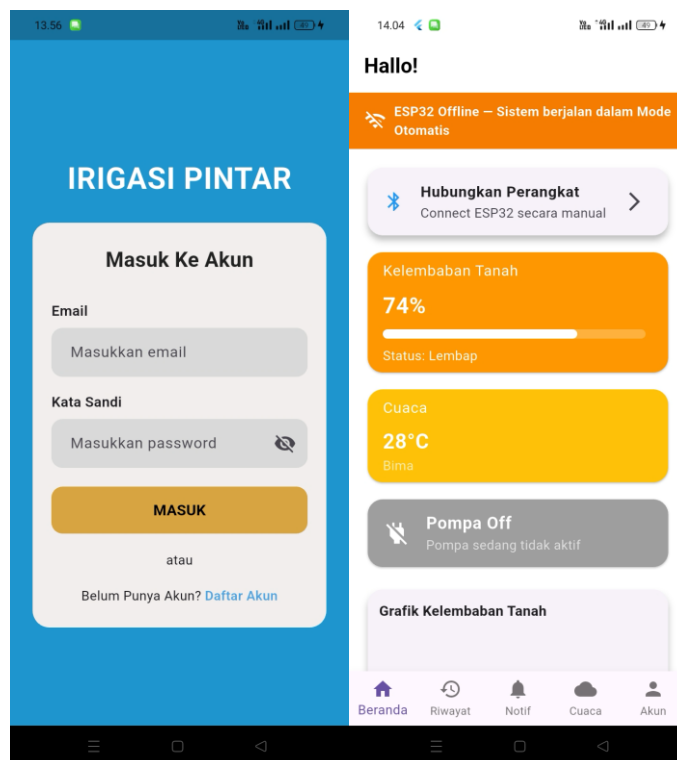 13.56
49
IRIGASI PINTAR
Masuk Ke Akun
Email
Masukkan email
Kata Sandi
Masukkan password
MASUK
atau
Belum Punya Akun? Daftar Akun
14.04
49
Hallo!
ESP32 Offline — Sistem berjalan dalam Mode
Otomatis
Hubungkan Perangkat
Connect ESP32 secara manual
Kelembaban Tanah
74%
Status: Lembap
Cuaca
28°C
Bima
Pompa Off
Pompa sedang tidak aktif
Grafik Kelembaban Tanah
Beranda
Riwayat
Notif
Cuaca
Akun